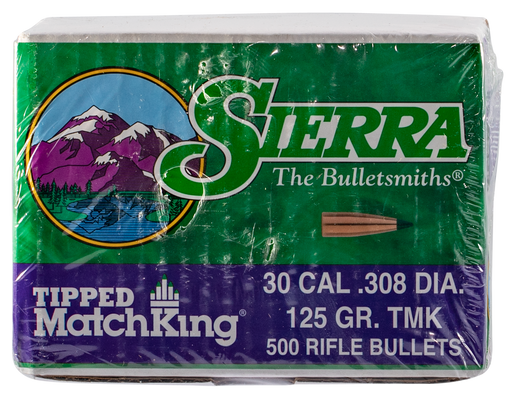 SIERRA
The Bulletsmiths®
30 CAL .308 DIA.
125 GR. TMK
500 RIFLE BULLETS
TIPPED
MatchKing®